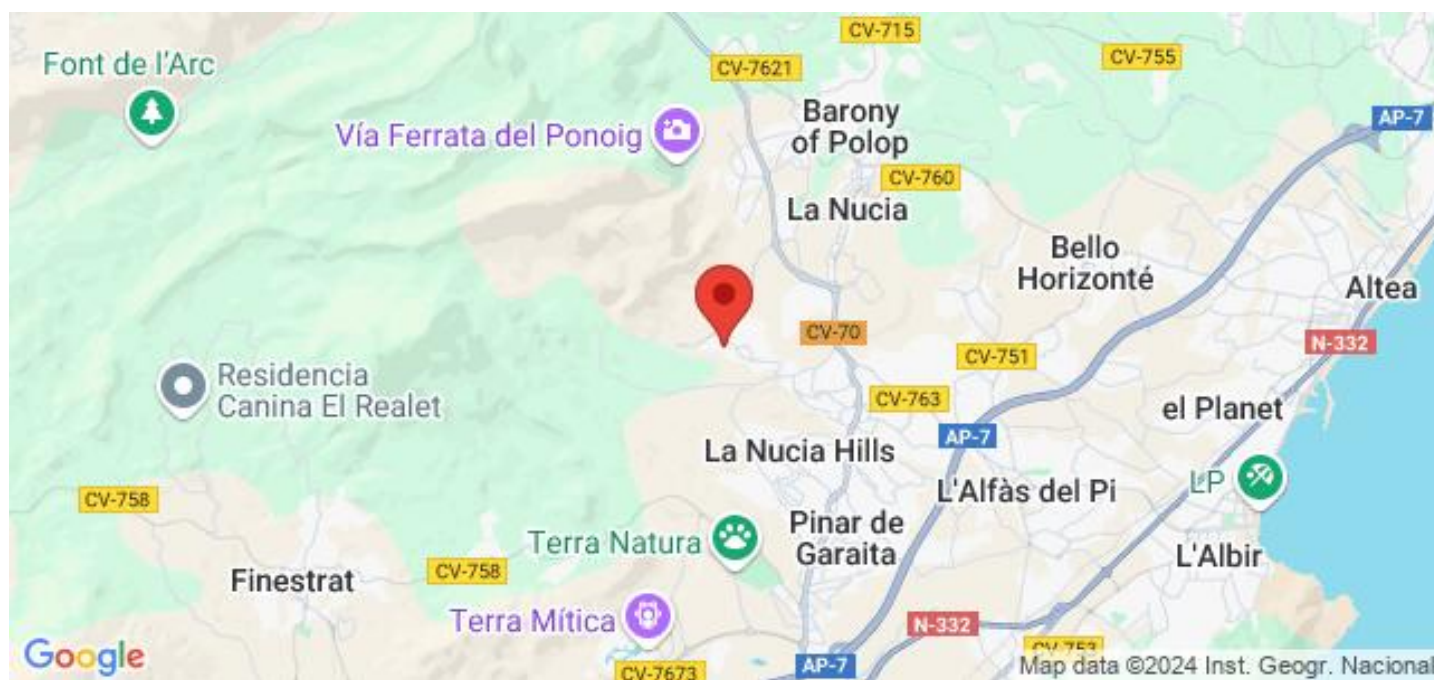 CV-715
CV-755
Font de l'Arc
CV-7621
Barony
of Polop
AP-7
Vía Ferrata del Ponoig
CV-760
La Nucia
Bello
Horizonté
Altea
CV-70
N-332
CV-751
Residencia
Canina El Realet
CV-763
el Planet
AP-7
La Nucia Hills
LP
CV-758
L'Alfàs del Pi
Pinar de
Garaita
Terra Natura
L'Albir
CV-758
Finestrat
Terra Mítica
N-332
CV-753
Google
CV-7673
AP-7
Map data ©2024 Inst. Geogr. Nacional